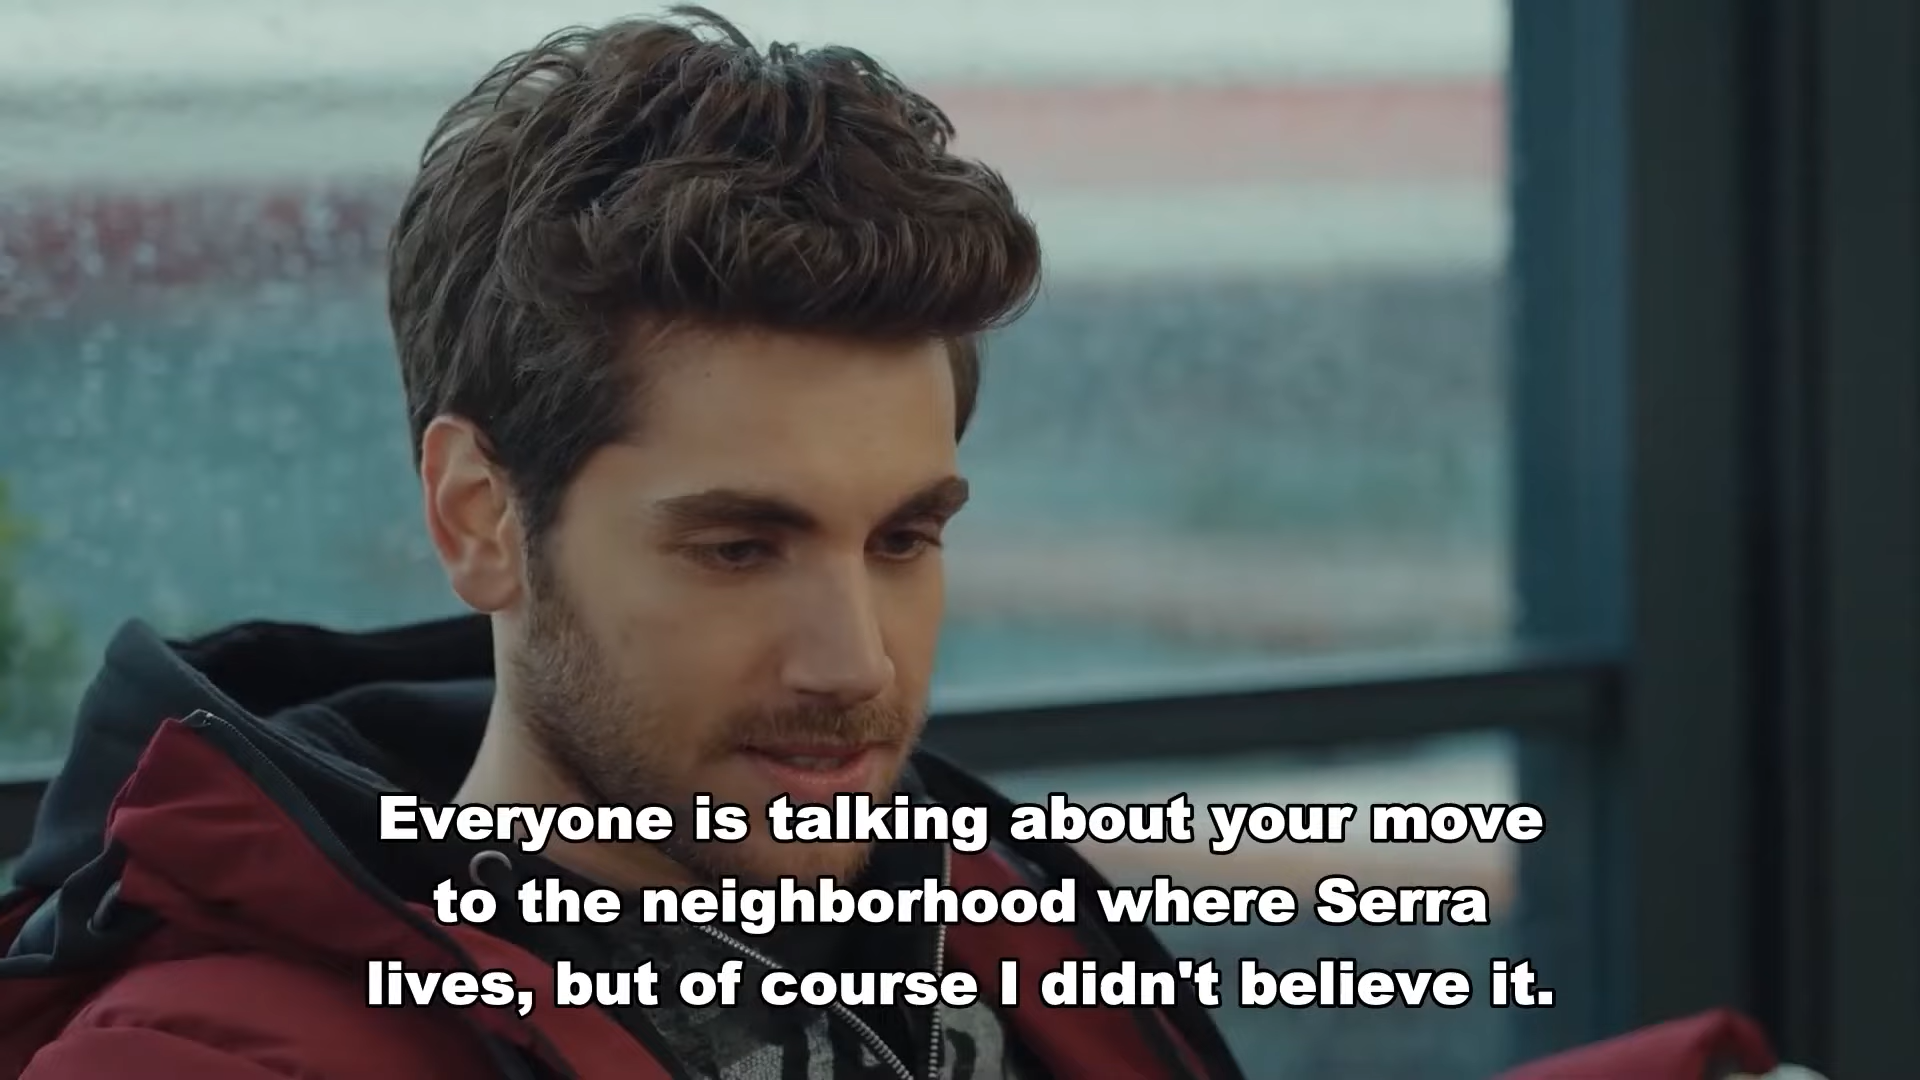 Everyone is talking about your move
to the neighborhood where Serra
lives, but of course I didn't believe it.